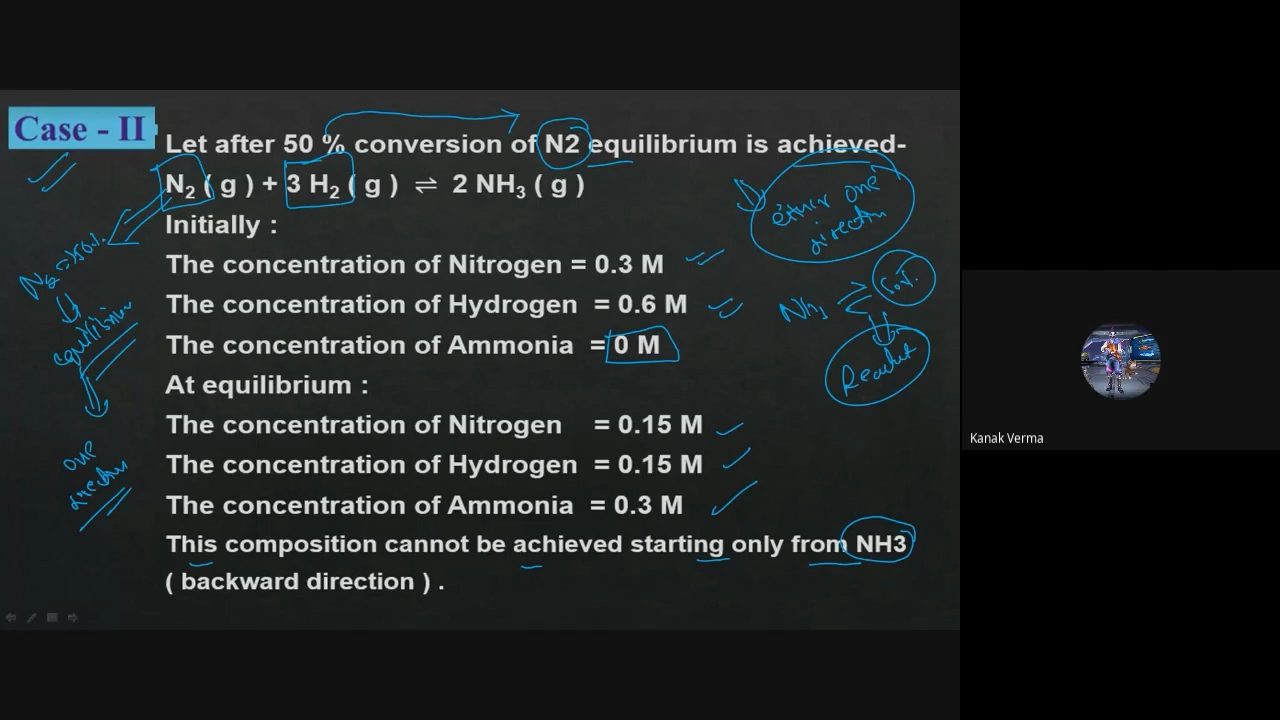 Case - II
Let after 50 % conversion of N2 equilibrium is achieved-
N₂ ( g ) + 3 H₂ ( g ) ⇌ 2 NH₃ ( g )
Initially :
The concentration of Nitrogen = 0.3 M
The concentration of Hydrogen = 0.6 M
The concentration of Ammonia = 0 M
At equilibrium :
The concentration of Nitrogen = 0.15 M
The concentration of Hydrogen = 0.15 M
The concentration of Ammonia = 0.3 M
This composition cannot be achieved starting only from NH3
( backward direction ) .
either one
direction
NH₃
N₂
equilibrium
one
direction
Kanak Verma